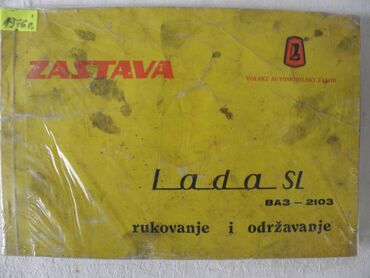 1976 г.
ZASTAVA
VOLŠKI AUTOMOBILSKI ZAVOD
Lada SL
ВАЗ - 2103
rukovanje i održavanje